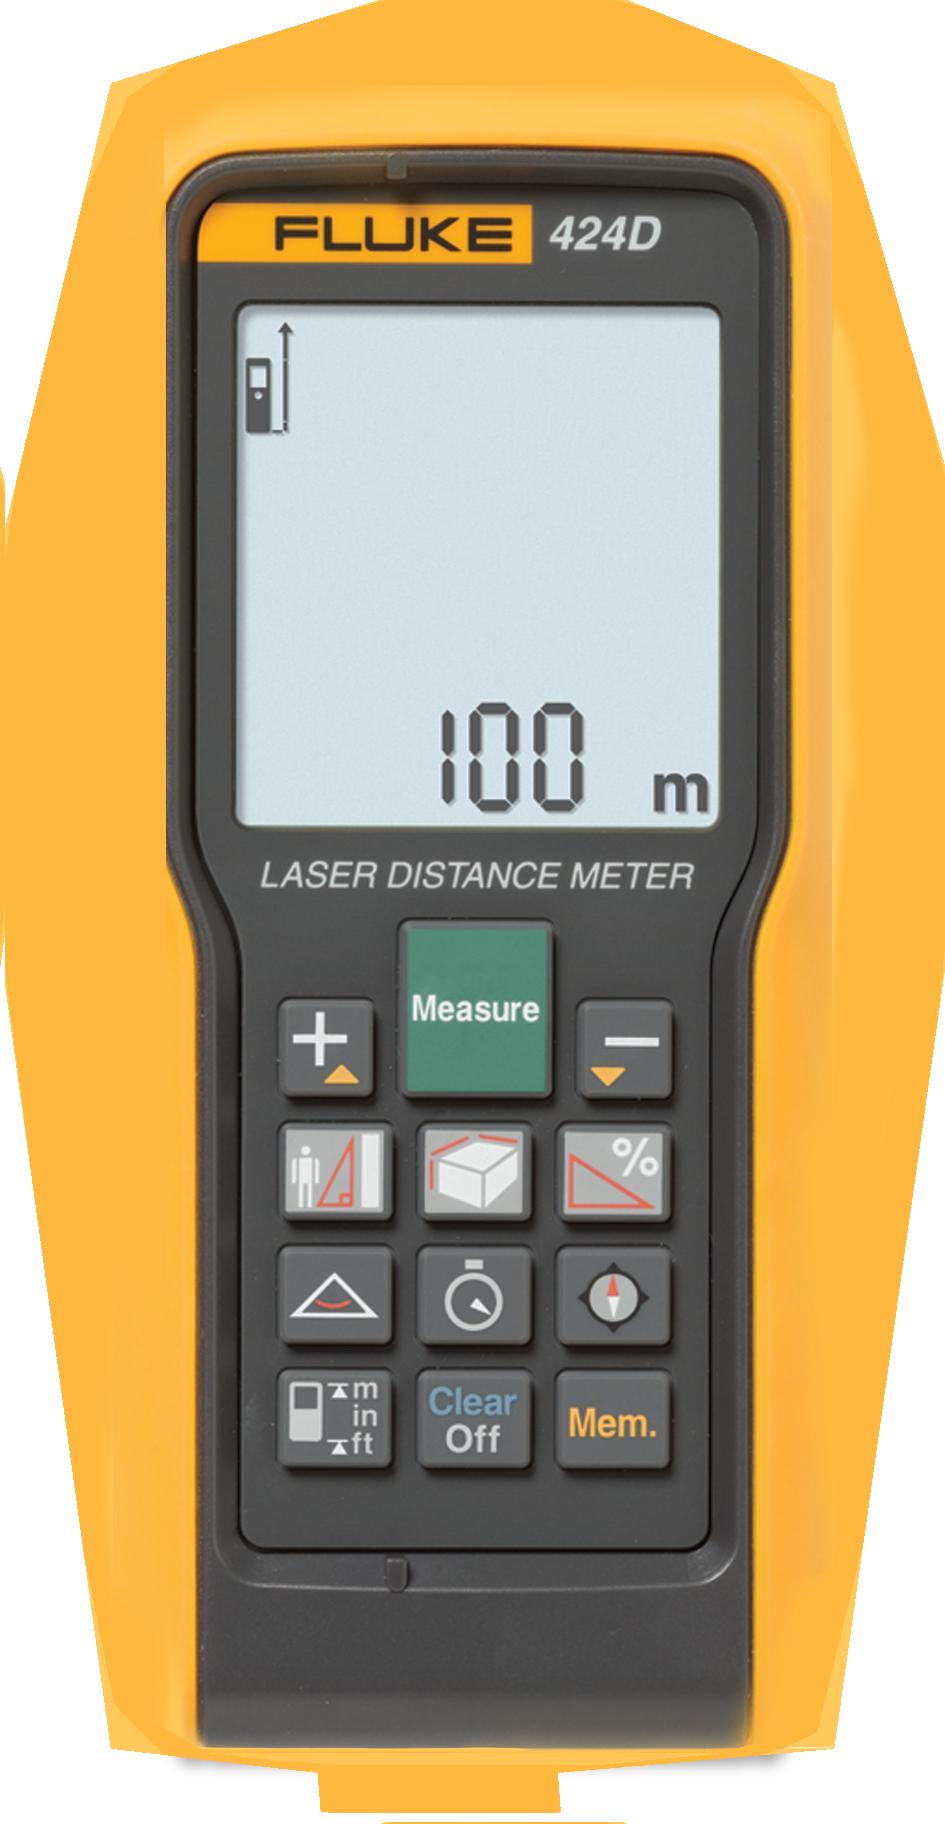 FLUKE 424D
100 m
LASER DISTANCE METER
Measure
+ −
%
m
in
ft
Clear
Off
Mem.